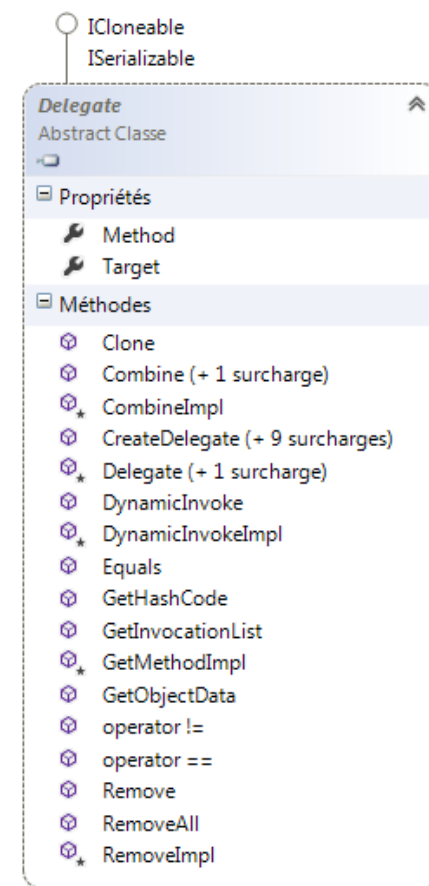 ICloneable
ISerializable
Delegate
Abstract Classe
Propriétés
Method
Target
Méthodes
Clone
Combine (+ 1 surcharge)
CombineImpl
CreateDelegate (+ 9 surcharges)
Delegate (+ 1 surcharge)
DynamicInvoke
DynamicInvokeImpl
Equals
GetHashCode
GetInvocationList
GetMethodImpl
GetObjectData
operator !=
operator ==
Remove
RemoveAll
RemoveImpl